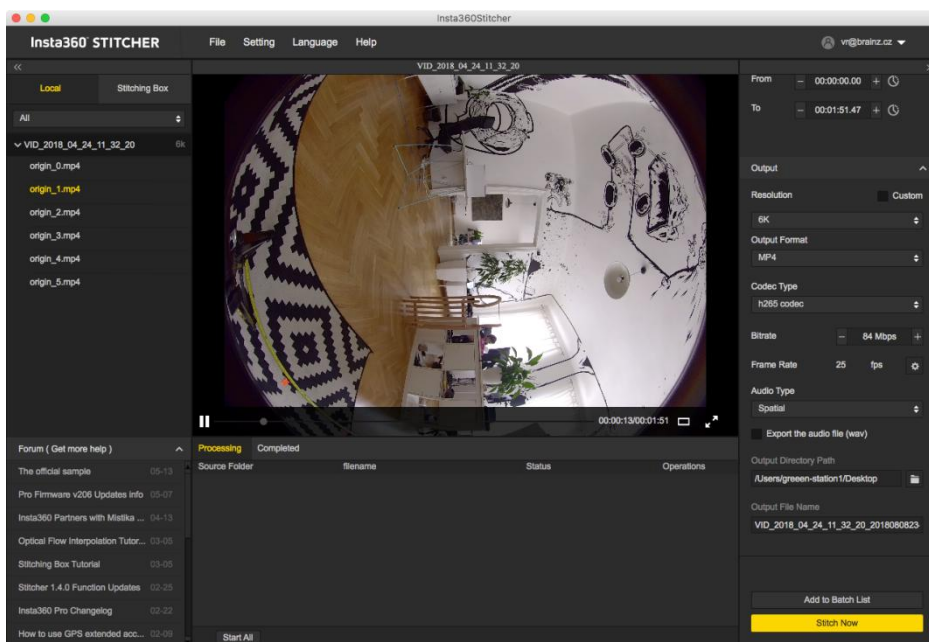 Insta360Stitcher
Insta360° STITCHER
File Setting Language Help
vr@brainz.cz
VID_2018_04_24_11_32_20
Local Stitching Box
All
VID_2018_04_24_11_32_20 6k
origin_0.mp4
origin_1.mp4
origin_2.mp4
origin_3.mp4
origin_4.mp4
origin_5.mp4
00:00:13/00:01:51
Forum ( Get more help )
The official sample 05-13
Pro Firmware v206 Updates info 05-07
Insta360 Partners with Mistika ... 04-13
Optical Flow Interpolation Tutor... 03-05
Stitching Box Tutorial 03-05
Stitcher 1.4.0 Function Updates 02-25
Insta360 Pro Changelog 02-22
How to use GPS extended acc... 02-09
Processing Completed
Source Folder filename Status Operations
Start All
From − 00:00:00.00 +
To − 00:01:51.47 +
Output
Resolution Custom
6K
Output Format
MP4
Codec Type
h265 codec
Bitrate − 84 Mbps +
Frame Rate 25 fps
Audio Type
Spatial
Export the audio file (wav)
Output Directory Path
/Users/greeen-station1/Desktop
Output File Name
VID_2018_04_24_11_32_20_2018080823
Add to Batch List
Stitch Now